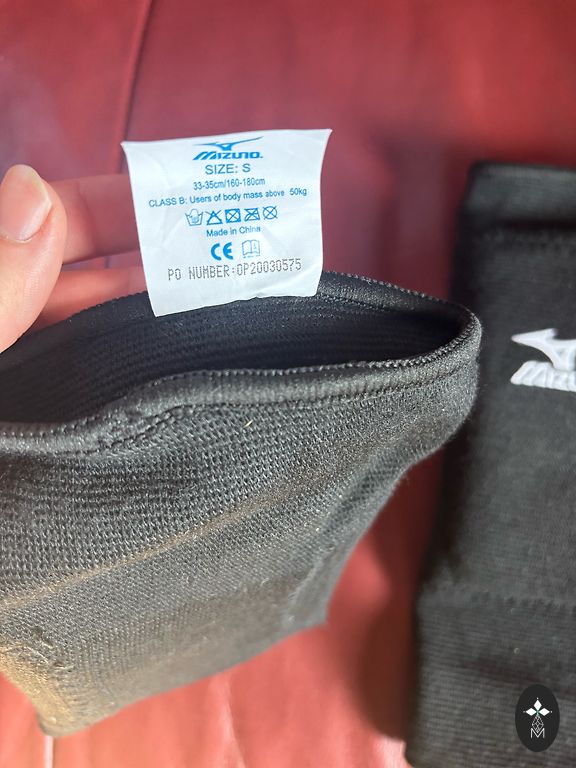 MIZUNO.
SIZE: S
33-35cm/160-180cm
CLASS B: Users of body mass above 50kg
Made in China
CE
PO NUMBER:OP20030575